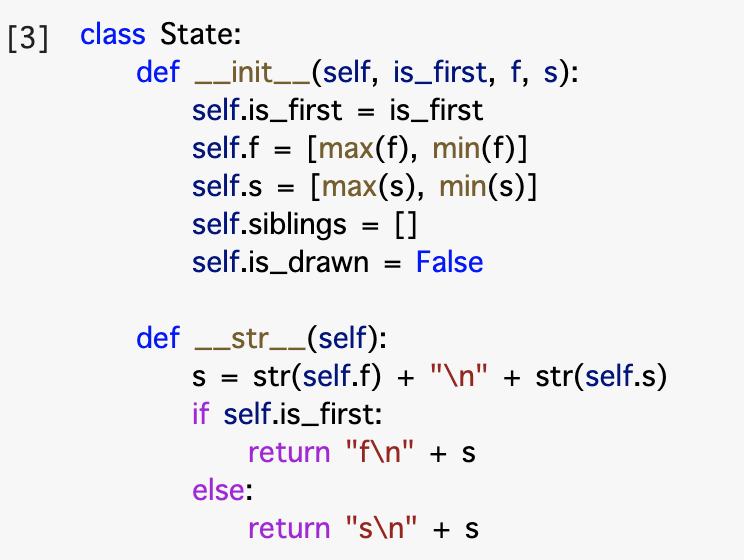 [3] class State:
    def __init__(self, is_first, f, s):
        self.is_first = is_first
        self.f = [max(f), min(f)]
        self.s = [max(s), min(s)]
        self.siblings = []
        self.is_drawn = False

    def __str__(self):
        s = str(self.f) + "\n" + str(self.s)
        if self.is_first:
            return "f\n" + s
        else:
            return "s\n" + s